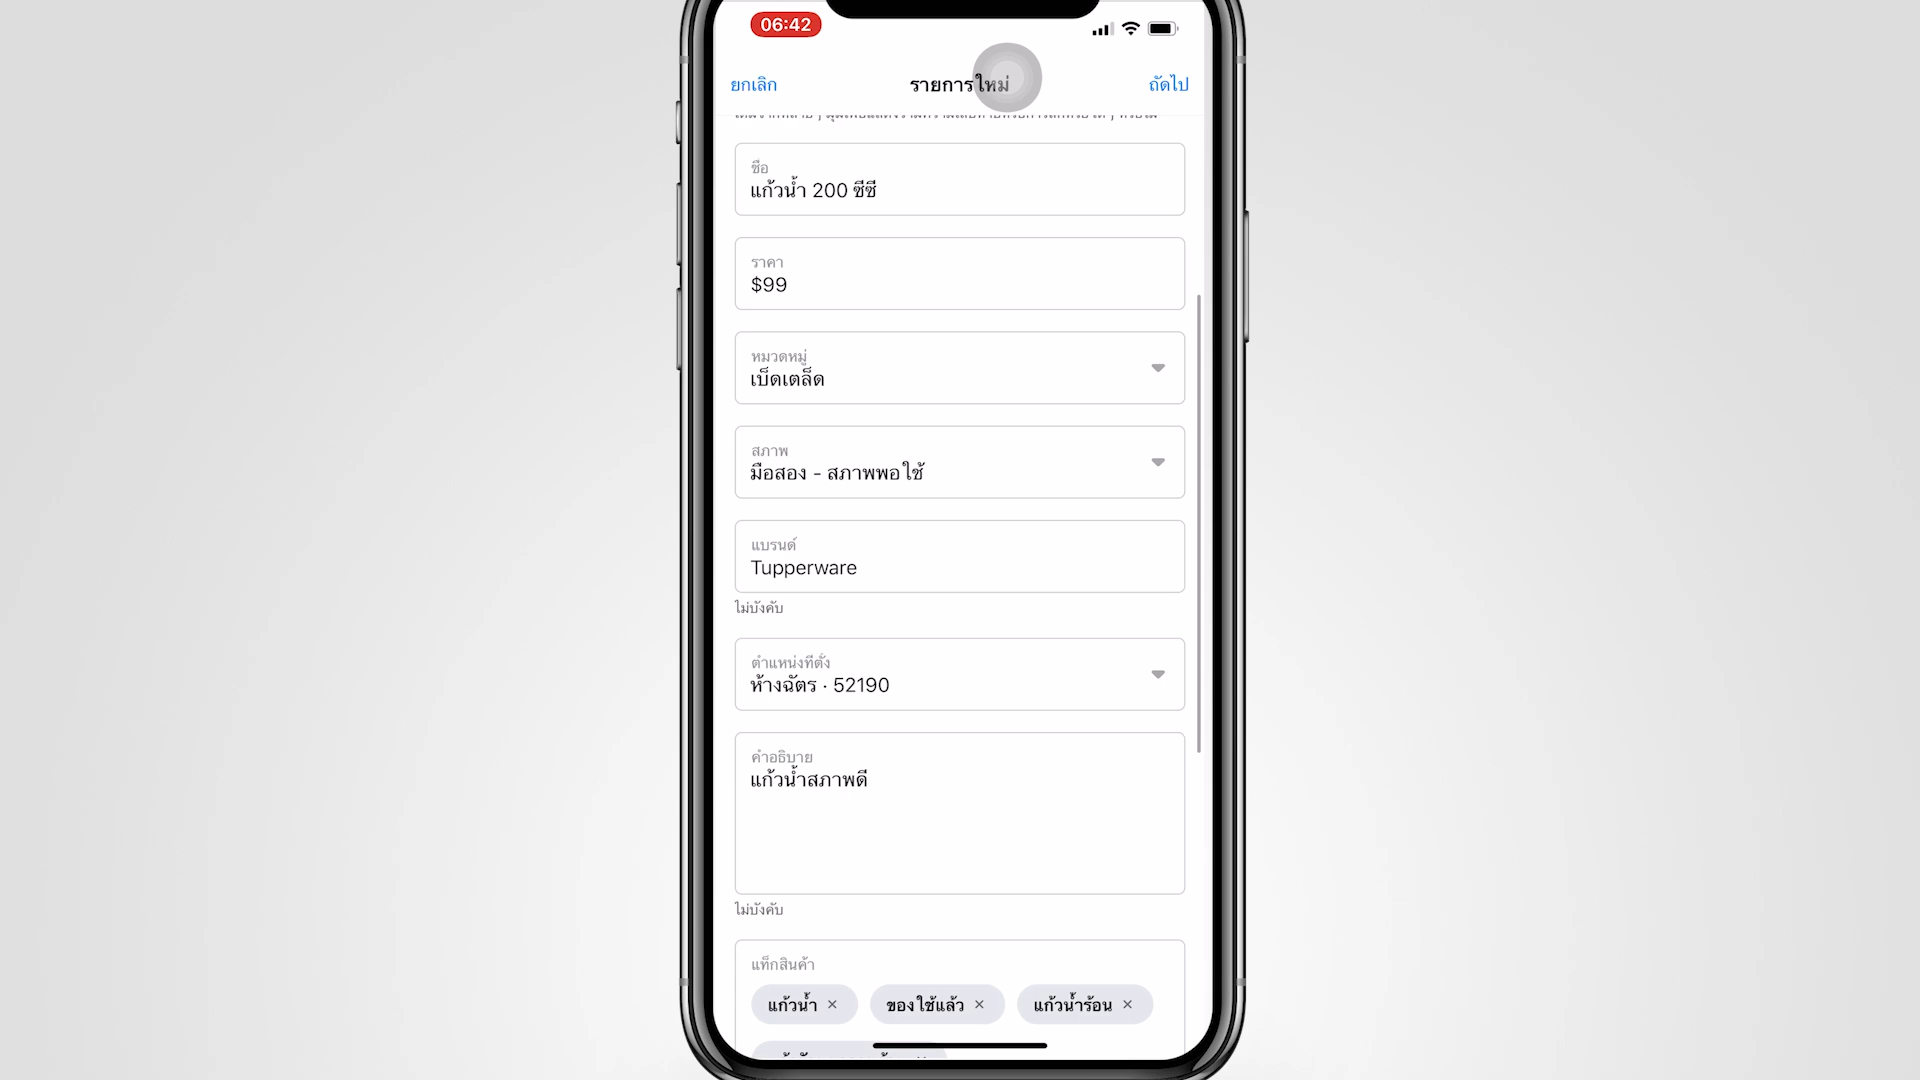 06:42
ยกเลิก
รายการใหม่
ถัดไป
ชื่อ
แก้วน้ำ 200 ซีซี
ราคา
$99
หมวดหมู่
เบ็ดเตล็ด
สภาพ
มือสอง - สภาพพอใช้
แบรนด์
Tupperware
ไม่บังคับ
ตำแหน่งที่ตั้ง
ห้างฉัตร · 52190
คำอธิบาย
แก้วน้ำสภาพดี
ไม่บังคับ
แท็กสินค้า
แก้วน้ำ ×
ของใช้แล้ว ×
แก้วน้ำร้อน ×